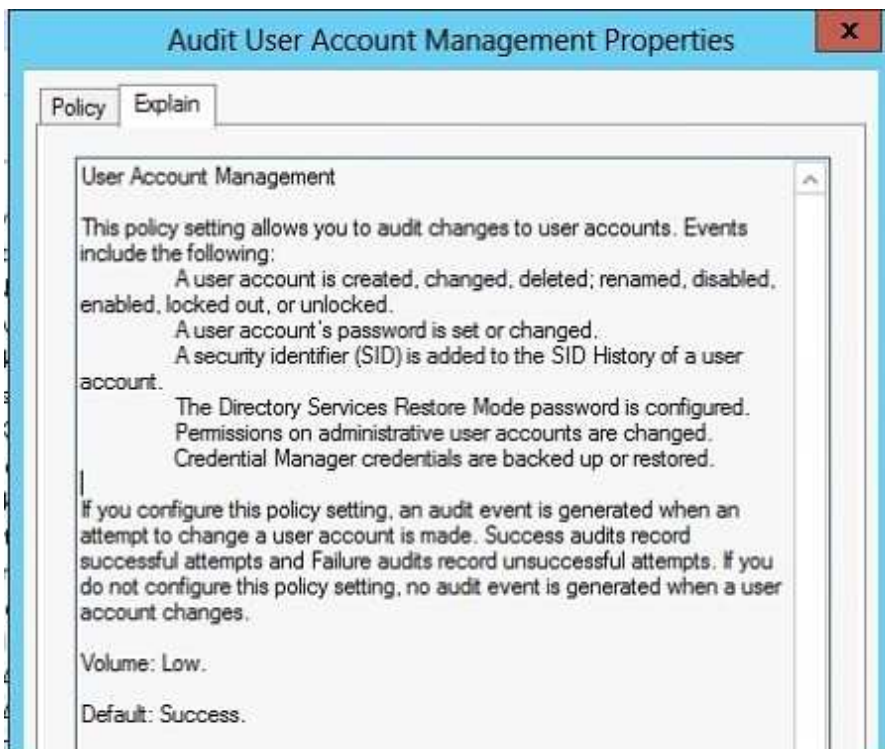 Audit User Account Management Properties
x
Policy
Explain
User Account Management
This policy setting allows you to audit changes to user accounts. Events
include the following:
A user account is created, changed, deleted; renamed, disabled,
enabled, locked out, or unlocked.
A user account's password is set or changed.
A security identifier (SID) is added to the SID History of a user
account.
The Directory Services Restore Mode password is configured.
Permissions on administrative user accounts are changed.
Credential Manager credentials are backed up or restored.
If you configure this policy setting, an audit event is generated when an
attempt to change a user account is made. Success audits record
successful attempts and Failure audits record unsuccessful attempts. If you
do not configure this policy setting, no audit event is generated when a user
account changes.
Volume: Low.
Default: Success.